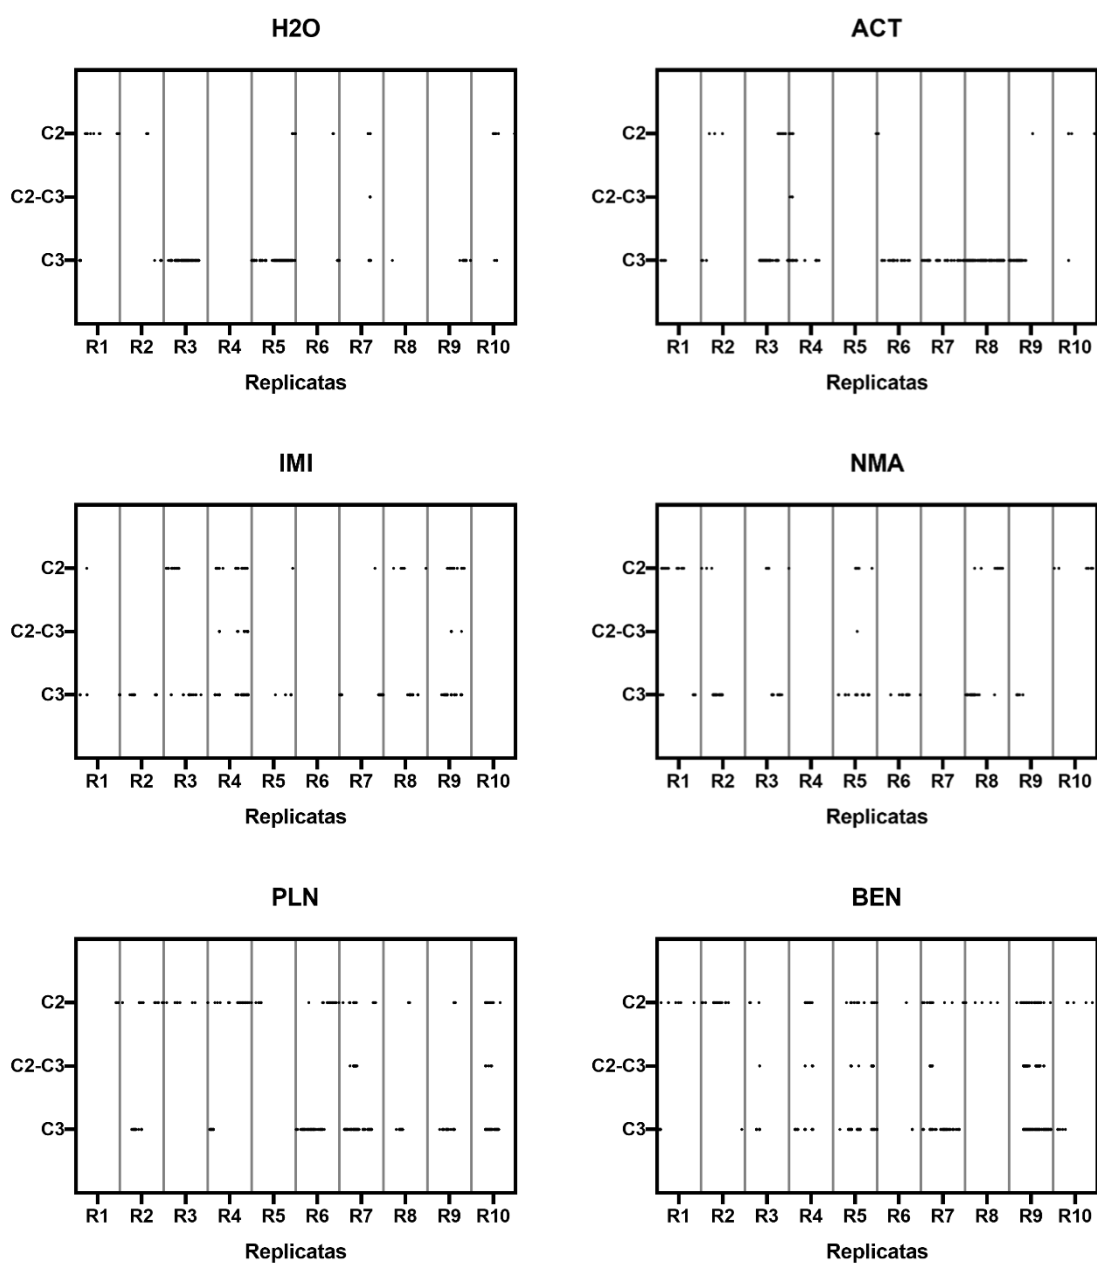 H2O
C2
C2-C3
C3
R1 R2 R3 R4 R5 R6 R7 R8 R9 R10
Replicatas
ACT
C2
C2-C3
C3
R1 R2 R3 R4 R5 R6 R7 R8 R9 R10
Replicatas
IMI
C2
C2-C3
C3
R1 R2 R3 R4 R5 R6 R7 R8 R9 R10
Replicatas
NMA
C2
C2-C3
C3
R1 R2 R3 R4 R5 R6 R7 R8 R9 R10
Replicatas
PLN
C2
C2-C3
C3
R1 R2 R3 R4 R5 R6 R7 R8 R9 R10
Replicatas
BEN
C2
C2-C3
C3
R1 R2 R3 R4 R5 R6 R7 R8 R9 R10
Replicatas